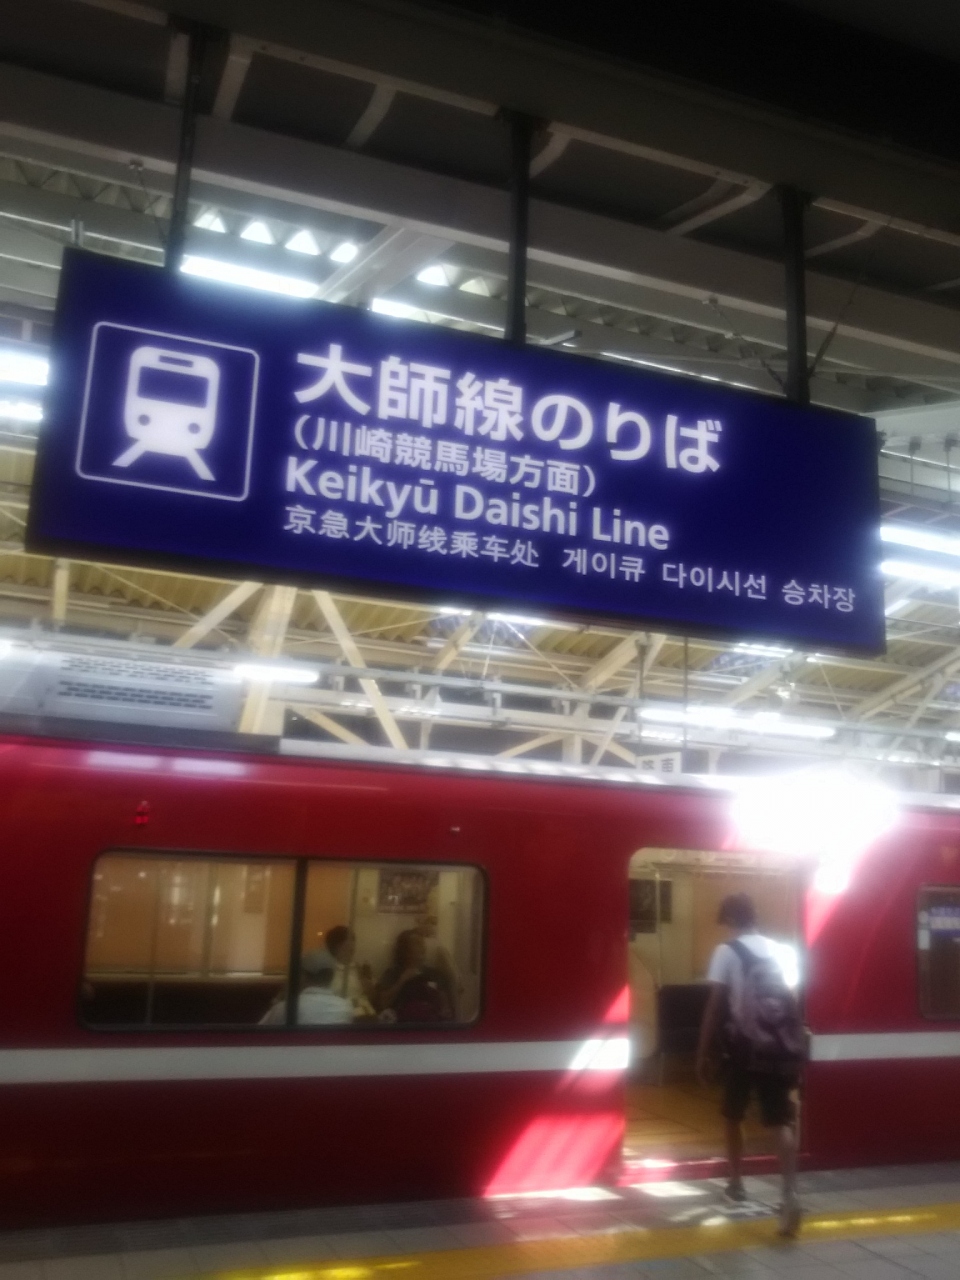 大師線のりば
(川崎競馬場方面)
Keikyū Daishi Line
京急大师线乘车处 게이큐 다이시선 승차장